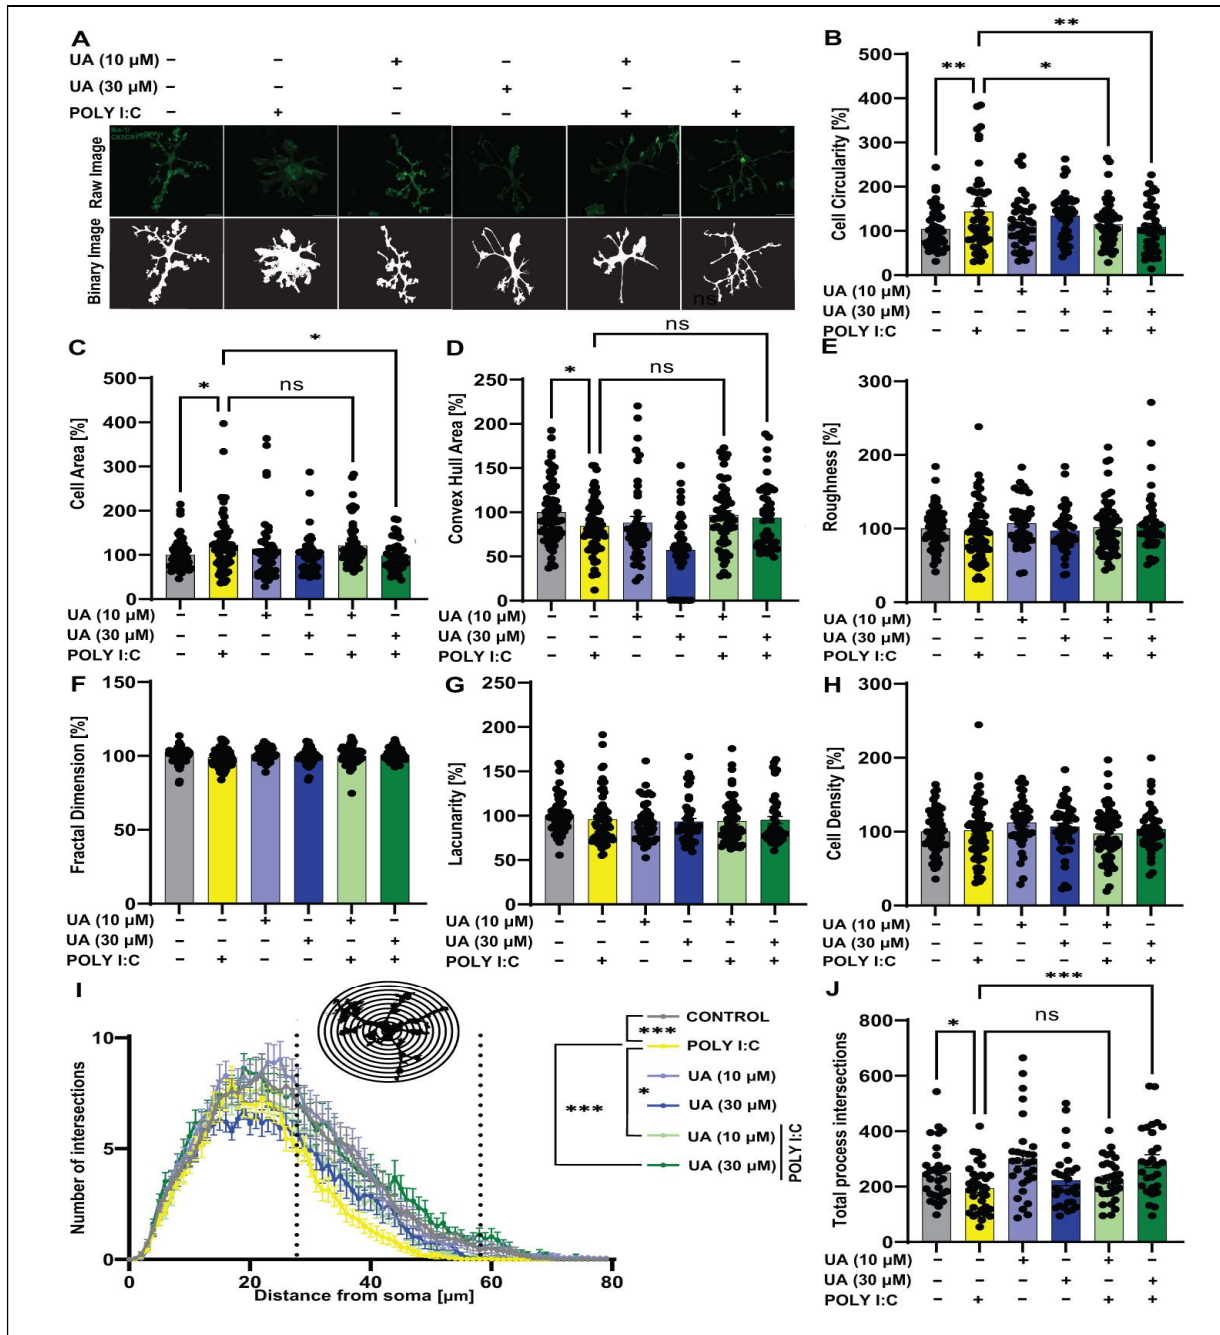 A
UA (10 µM) – – + – + –
UA (30 µM) – – – + – +
POLY I:C – + – – + +
Raw Image
Binary Image
ns
B
Cell Circularity [%]
500
400
300
200
100
0
** * **
UA (10 µM) – – + – + –
UA (30 µM) – – – + – +
POLY I:C – + – – + +
C
Cell Area [%]
500
400
300
200
100
0
* ns *
UA (10 µM) – – + – + –
UA (30 µM) – – – + – +
POLY I:C – + – – + +
D
Convex Hull Area [%]
250
200
150
100
50
0
* ns ns
UA (10 µM) – – + – + –
UA (30 µM) – – – + – +
POLY I:C – + – – + +
E
Roughness [%]
300
200
100
0
UA (10 µM) – – + – + –
UA (30 µM) – – – + – +
POLY I:C – + – – + +
F
Fractal Dimension [%]
150
100
50
0
UA (10 µM) – – + – + –
UA (30 µM) – – – + – +
POLY I:C – + – – + +
G
Lacunarity [%]
250
200
150
100
50
0
UA (10 µM) – – + – + –
UA (30 µM) – – – + – +
POLY I:C – + – – + +
H
Cell Density [%]
300
200
100
0
UA (10 µM) – – + – + –
UA (30 µM) – – – + – +
POLY I:C – + – – + +
I
Number of intersections
10
5
0
0 20 40 60 80
Distance from soma [µm]
CONTROL
***
POLY I:C
UA (10 µM)
*
UA (30 µM)
***
UA (10 µM)
UA (30 µM)
POLY I:C
J
Total process intersections
800
600
400
200
0
* ns ***
UA (10 µM) – – + – + –
UA (30 µM) – – – + – +
POLY I:C – + – – + +